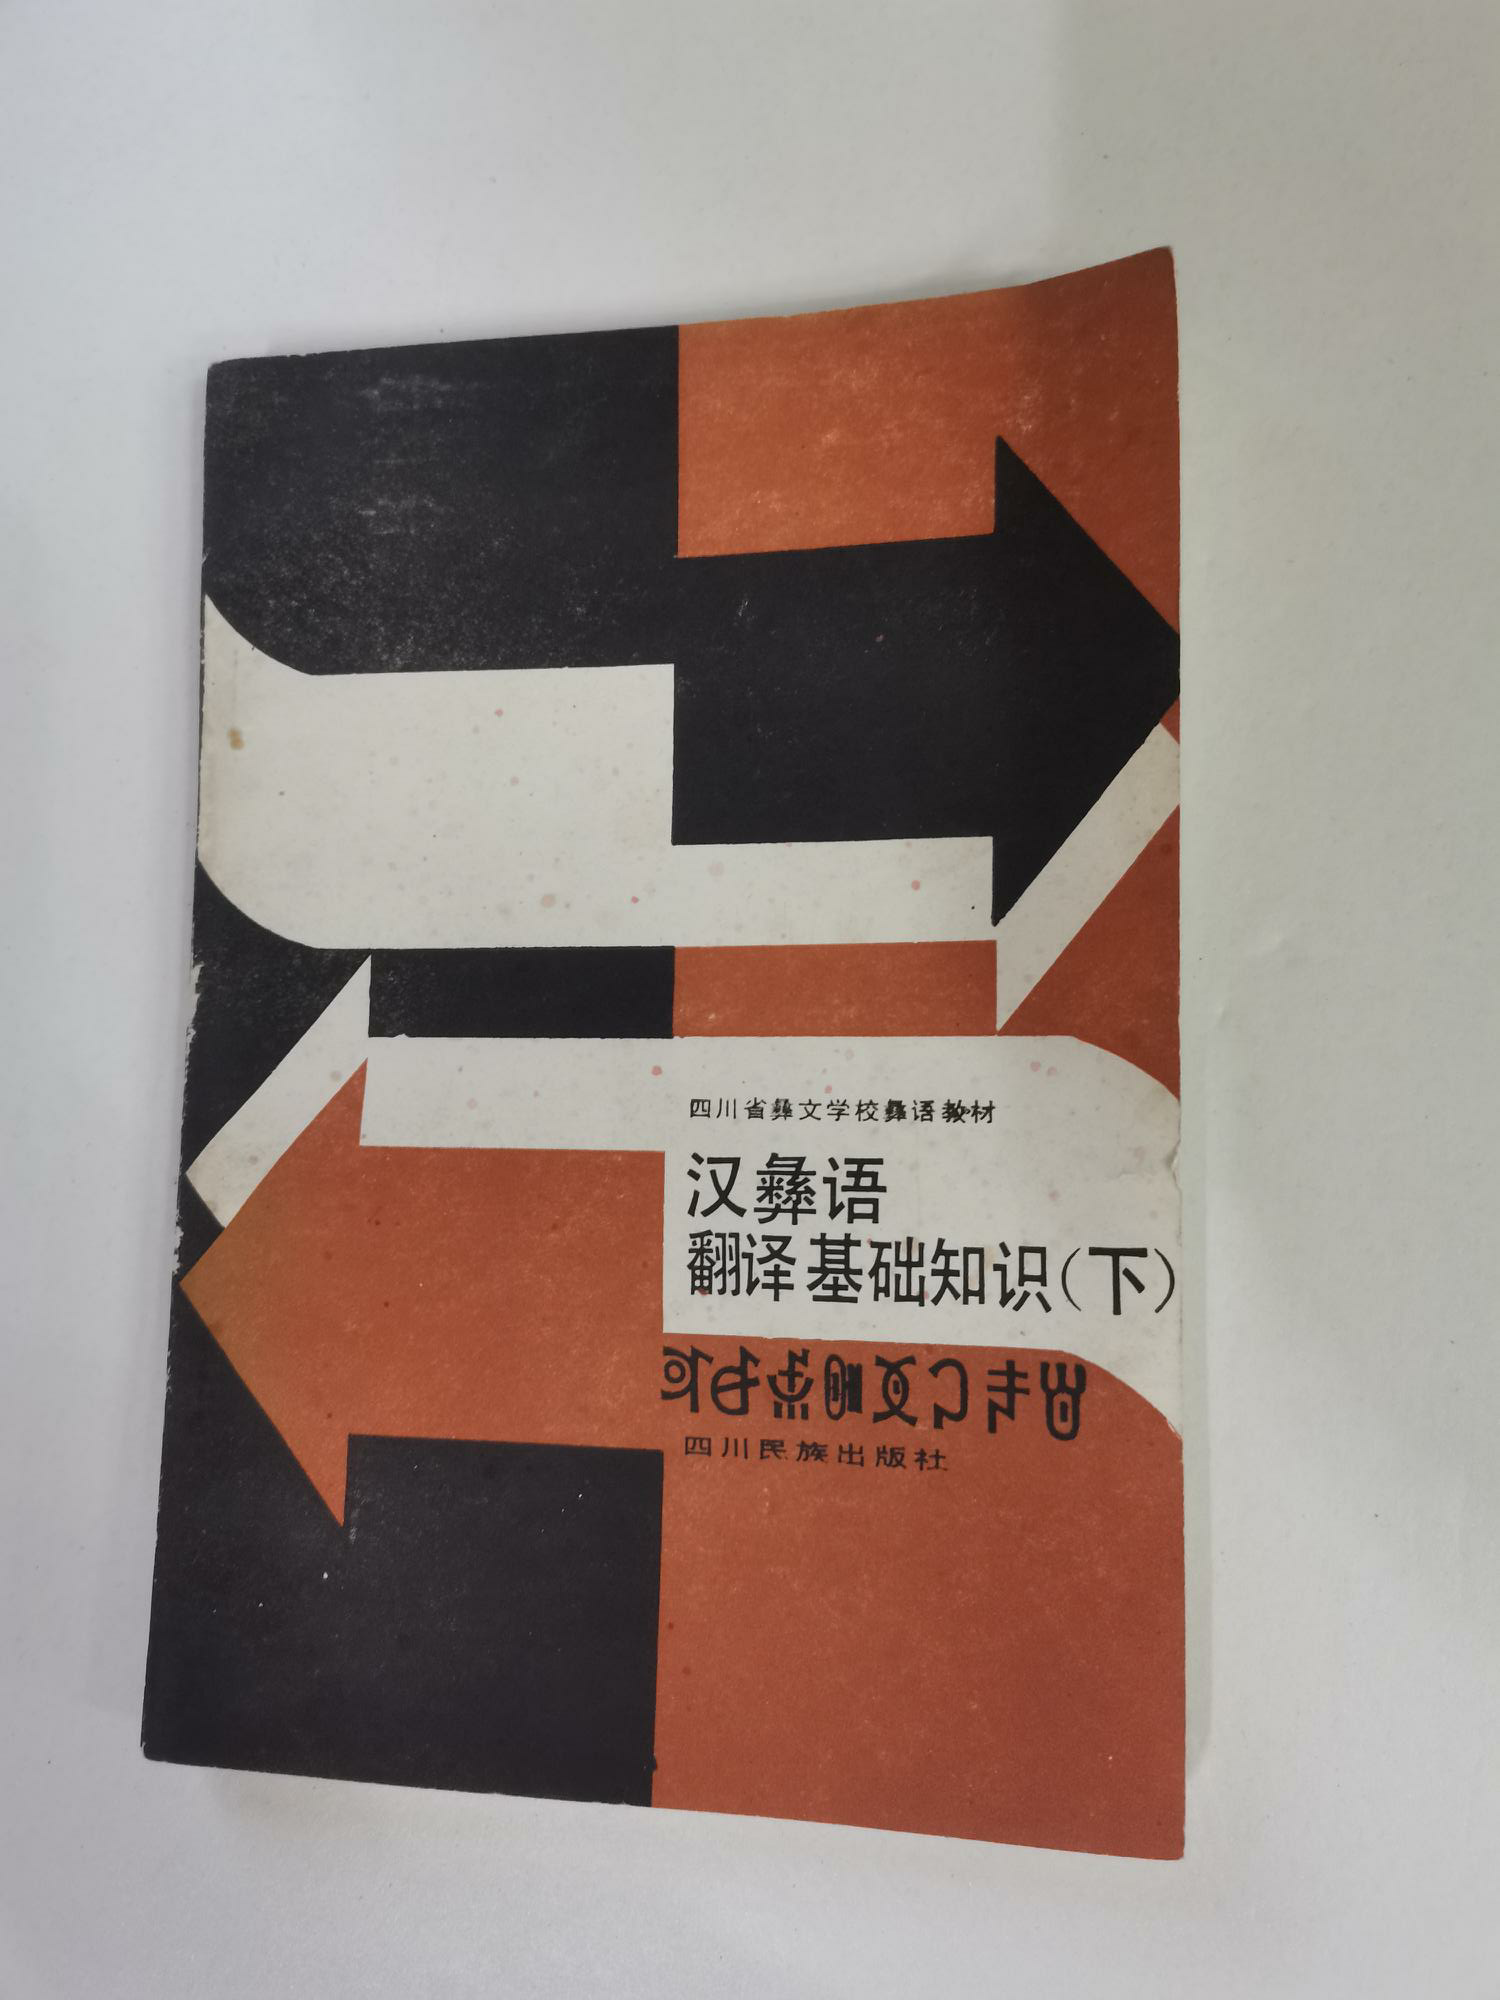 四川省彝文学校彝语教材
汉彝语
翻译基础知识(下)
四川民族出版社